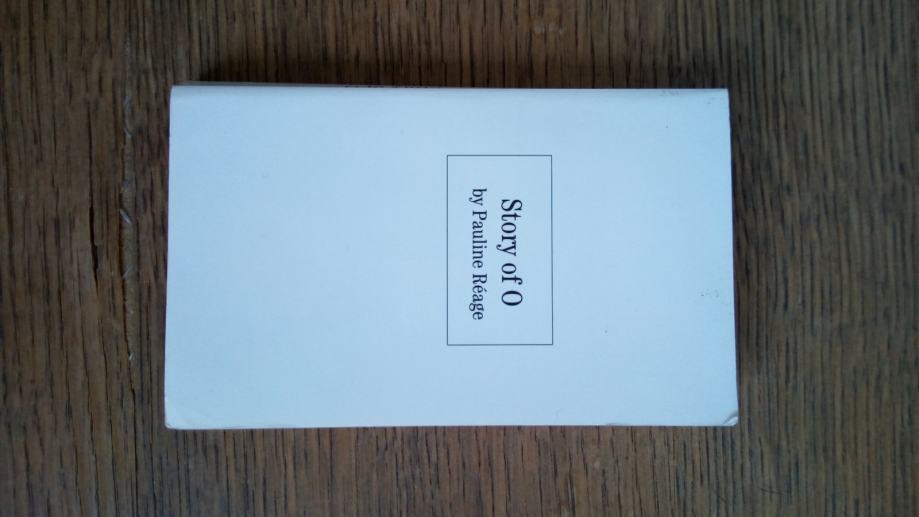 Story of O
by Pauline Réage